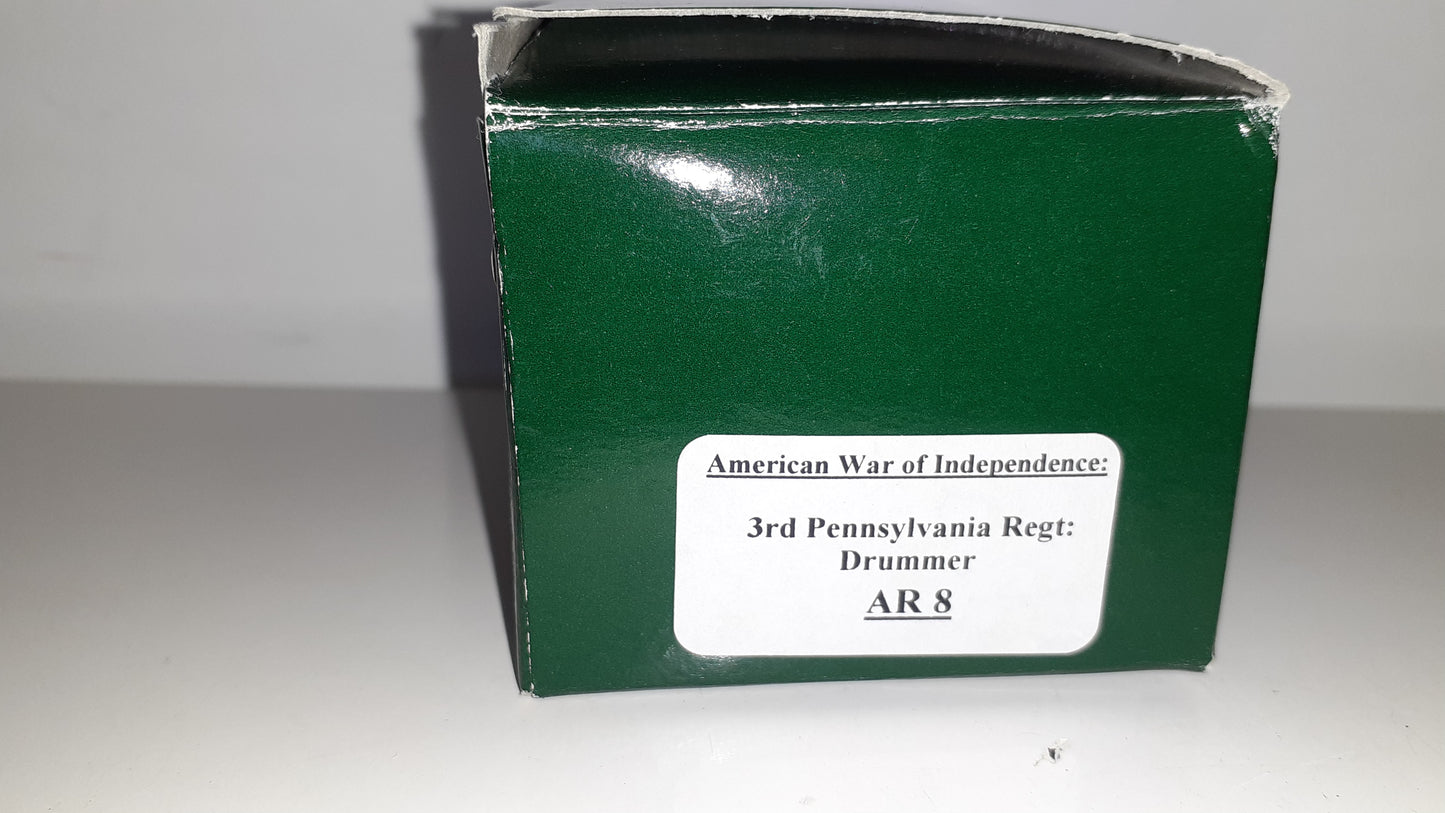 American War of Independence:
3rd Pennsylvania Regt:
Drummer
AR 8